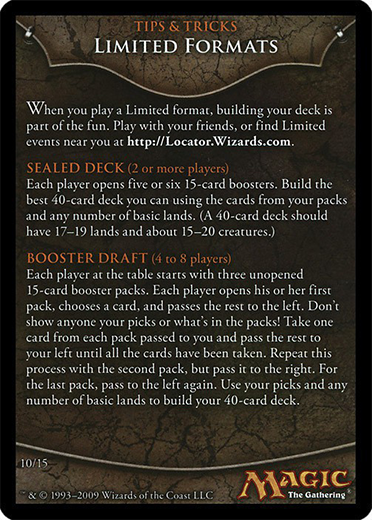 TIPS & TRICKS
LIMITED FORMATS
When you play a Limited format, building your deck is
part of the fun. Play with your friends, or find Limited
events near you at http://Locator.Wizards.com.
SEALED DECK (2 or more players)
Each player opens five or six 15-card boosters. Build the
best 40-card deck you can using the cards from your packs
and any number of basic lands. (A 40-card deck should
have 17–19 lands and about 15–20 creatures.)
BOOSTER DRAFT (4 to 8 players)
Each player at the table starts with three unopened
15-card booster packs. Each player opens his or her first
pack, chooses a card, and passes the rest to the left. Don't
show anyone your picks or what's in the packs! Take one
card from each pack passed to you and pass the rest to
your left until all the cards have been taken. Repeat this
process with the second pack, but pass it to the right. For
the last pack, pass to the left again. Use your picks and any
number of basic lands to build your 40-card deck.
10/15
MAGIC
The Gathering®
™ & © 1993–2009 Wizards of the Coast LLC